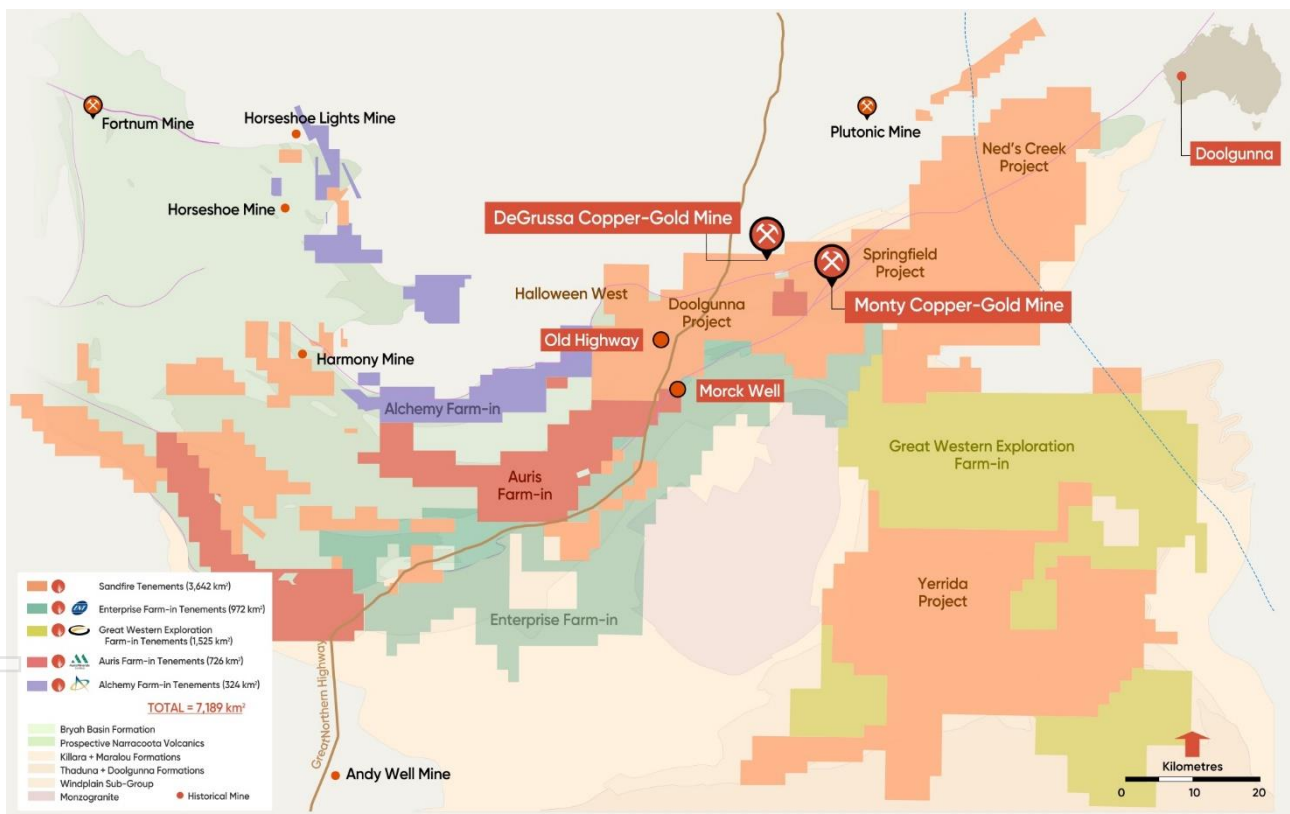 Fortnum Mine
Horseshoe Lights Mine
Horseshoe Mine
Plutonic Mine
Ned's Creek
Project
Doolgunna
DeGrussa Copper-Gold Mine
Springfield
Project
Halloween West
Doolgunna
Project
Monty Copper-Gold Mine
Old Highway
Harmony Mine
Morck Well
Alchemy Farm-in
Great Western Exploration
Farm-in
Auris
Farm-in
Yerrida
Project
Enterprise Farm-in
GreatNorthern Highway
Andy Well Mine
Sandfire Tenements (3,642 km²)
Enterprise Farm-in Tenements (972 km²)
Great Western Exploration
Farm-in Tenements (1,525 km²)
Auris Farm-in Tenements (726 km²)
Alchemy Farm-in Tenements (324 km²)
TOTAL = 7,189 km²
Bryah Basin Formation
Prospective Narracoota Volcanics
Killara + Maralou Formations
Thaduna + Doolgunna Formations
Windplain Sub-Group
Monzogranite
Historical Mine
Kilometres
0 10 20